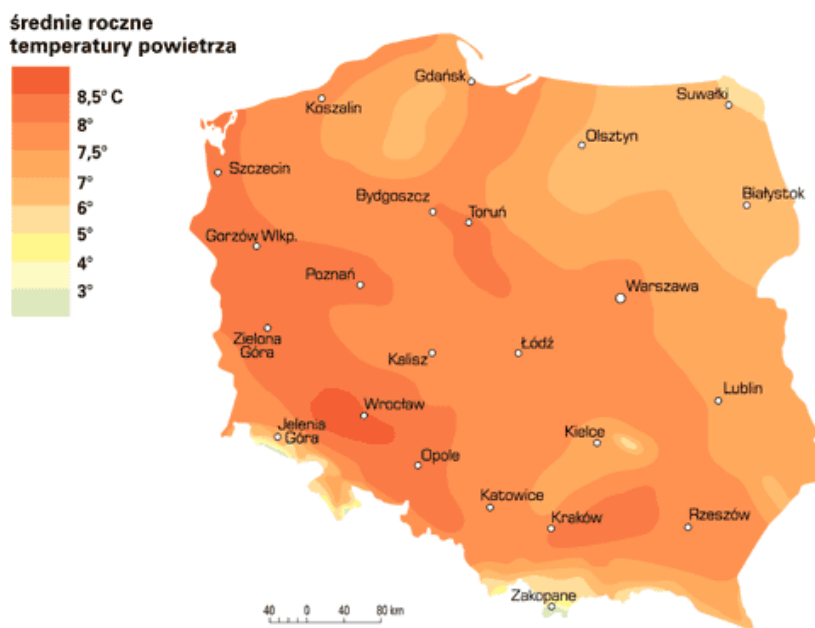 średnie roczne
temperatury powietrza
8,5° C
8°
7,5°
7°
6°
5°
4°
3°
Gdańsk
Koszalin
Suwałki
Olsztyn
Szczecin
Bydgoszcz
Toruń
Białystok
Gorzów Wlkp.
Poznań
Warszawa
Zielona
Góra
Kalisz
Łódź
Lublin
Wrocław
Jelenia
Góra
Kielce
Opole
Katowice
Kraków
Rzeszów
Zakopane
40 0 40 80 km